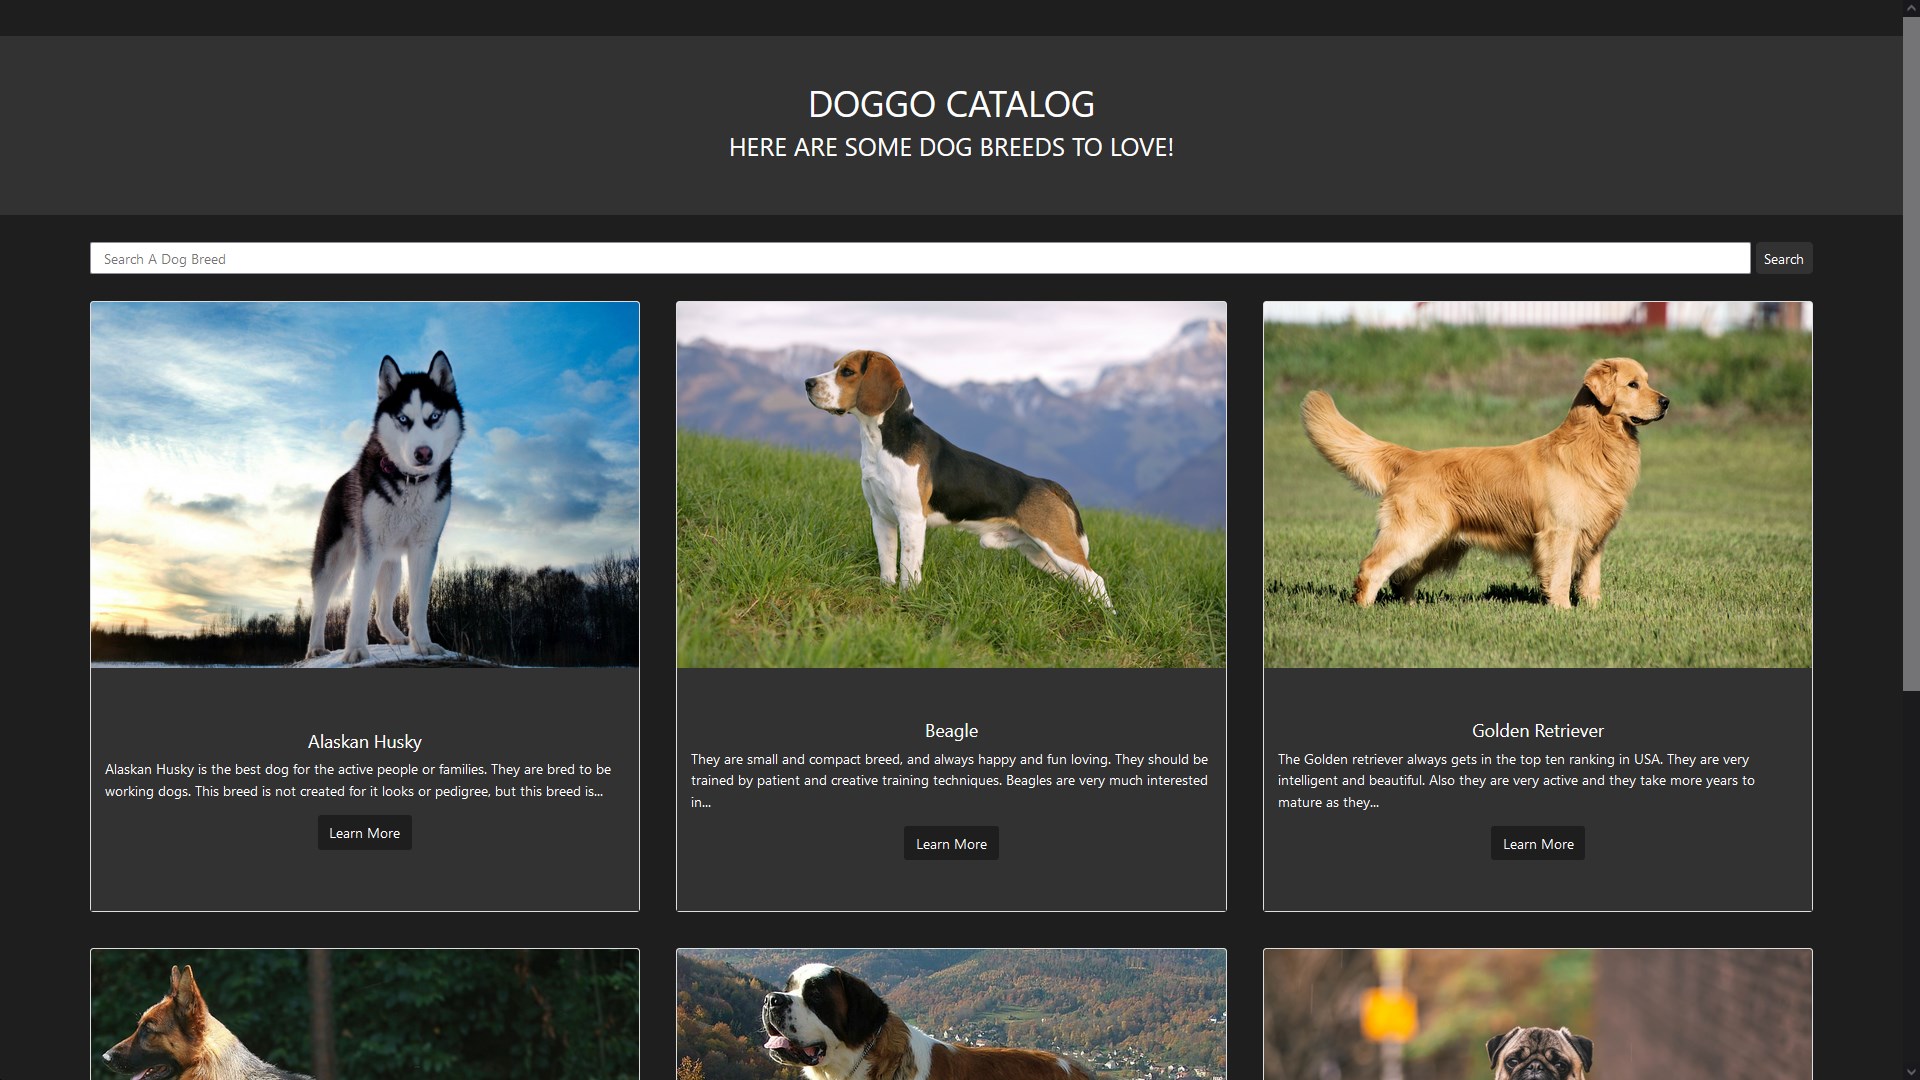 DOGGO CATALOG
HERE ARE SOME DOG BREEDS TO LOVE!
Search A Dog Breed
Search
Alaskan Husky
Alaskan Husky is the best dog for the active people or families. They are bred to be
working dogs. This breed is not created for it looks or pedigree, but this breed is...
Learn More
Beagle
They are small and compact breed, and always happy and fun loving. They should be
trained by patient and creative training techniques. Beagles are very much interested
in...
Learn More
Golden Retriever
The Golden retriever always gets in the top ten ranking in USA. They are very
intelligent and beautiful. Also they are very active and they take more years to
mature as they...
Learn More